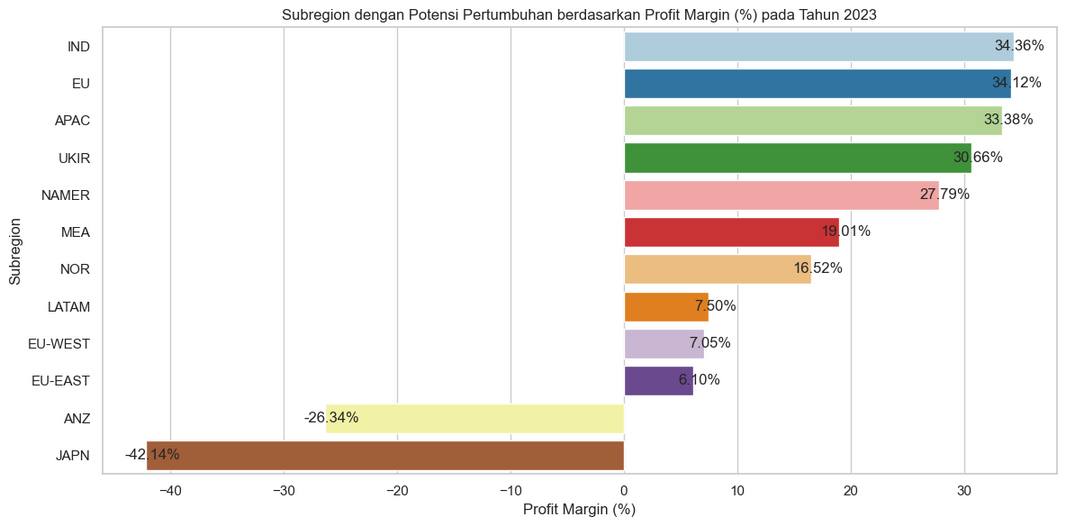 Subregion dengan Potensi Pertumbuhan berdasarkan Profit Margin (%) pada Tahun 2023
Subregion
IND 34.36%
EU 34.12%
APAC 33.38%
UKIR 30.66%
NAMER 27.79%
MEA 19.01%
NOR 16.52%
LATAM 7.50%
EU-WEST 7.05%
EU-EAST 6.10%
ANZ -26.34%
JAPN -42.14%
−40 −30 −20 −10 0 10 20 30
Profit Margin (%)